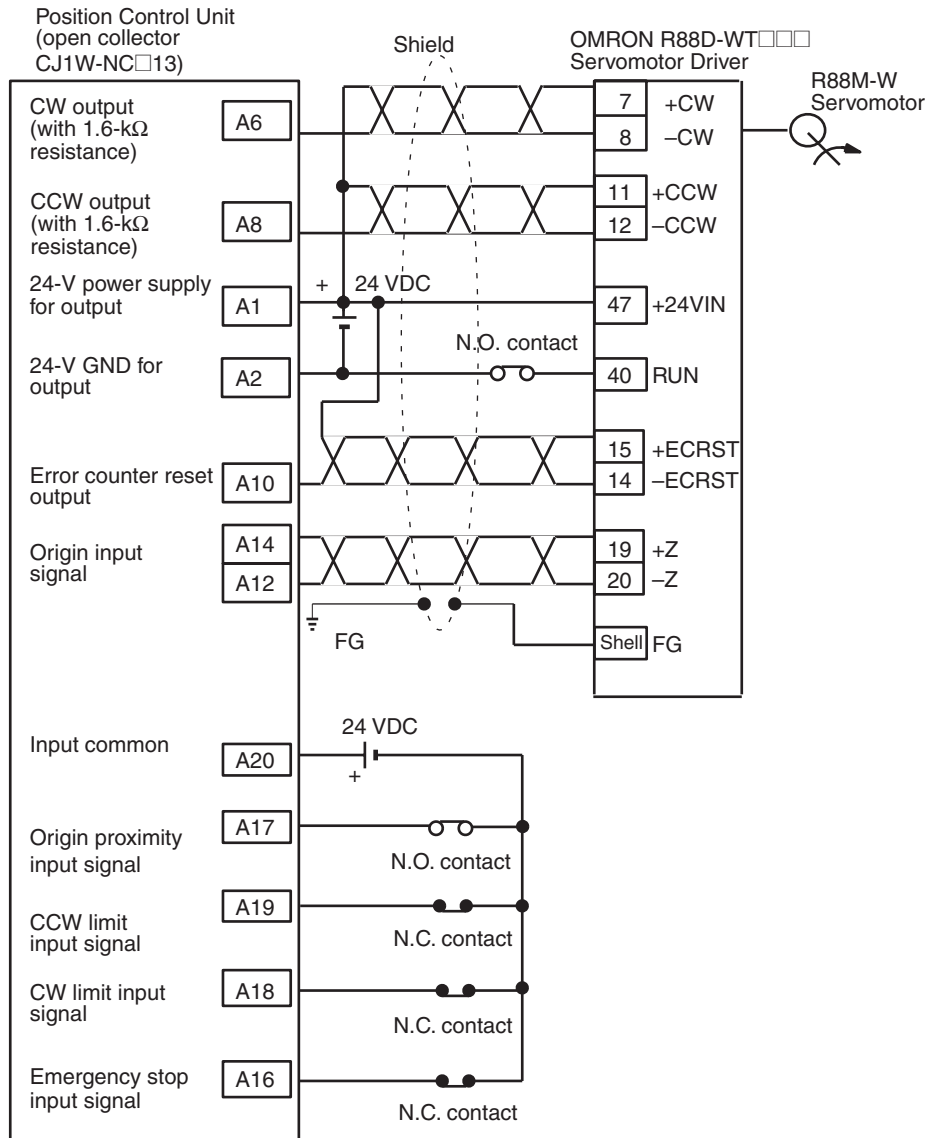 Position Control Unit
(open collector
CJ1W-NC□13)
Shield
OMRON R88D-WT□□□
Servomotor Driver
R88M-W
Servomotor
CW output
(with 1.6-kΩ
resistance)
A6
7 +CW
8 –CW
CCW output
(with 1.6-kΩ
resistance)
A8
11 +CCW
12 –CCW
24-V power supply
for output
A1
+ 24 VDC
47 +24VIN
24-V GND for
output
A2
N.O. contact
40 RUN
Error counter reset
output
A10
15 +ECRST
14 –ECRST
Origin input
signal
A14
A12
19 +Z
20 –Z
FG
Shell FG
Input common
A20
24 VDC
+
Origin proximity
input signal
A17
N.O. contact
CCW limit
input signal
A19
N.C. contact
CW limit input
signal
A18
N.C. contact
Emergency stop
input signal
A16
N.C. contact